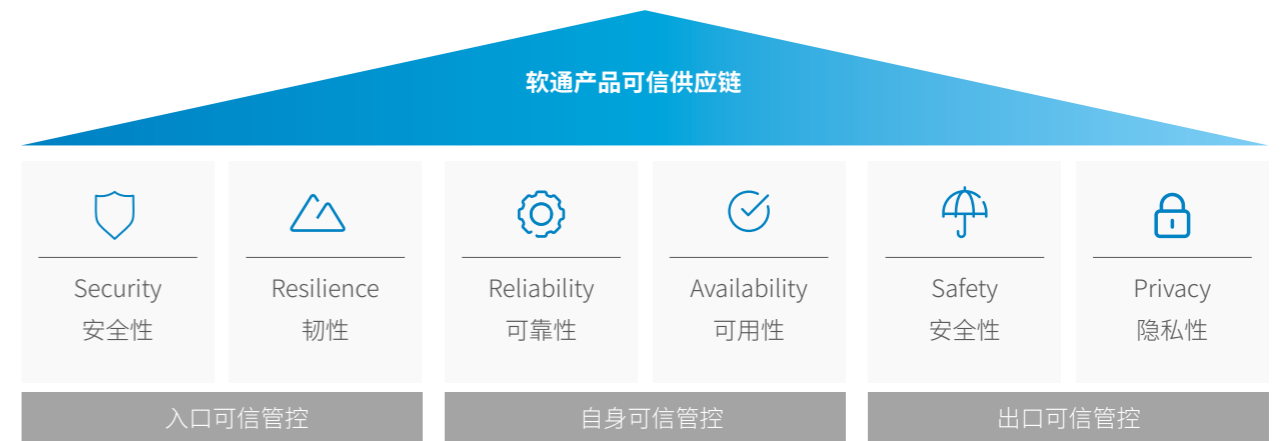 软通产品可信供应链
Security
安全性
Resilience
韧性
Reliability
可靠性
Availability
可用性
Safety
安全性
Privacy
隐私性
入口可信管控
自身可信管控
出口可信管控